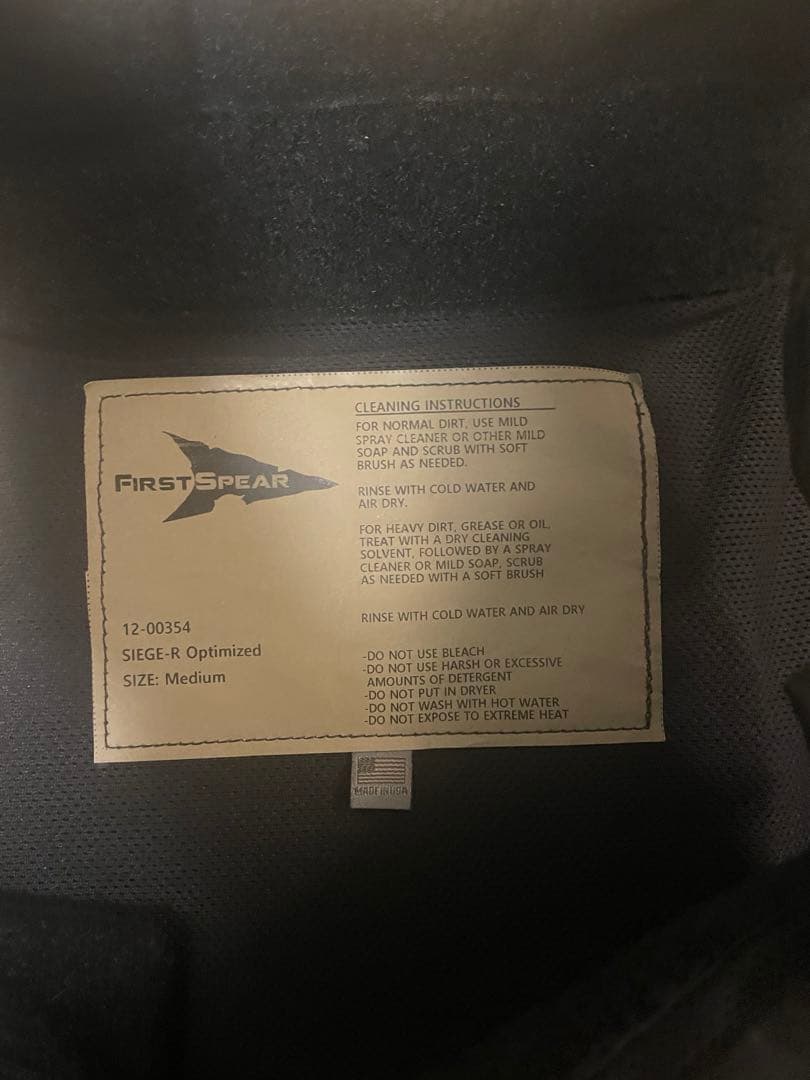 FIRSTSPEAR
12-00354
SIEGE-R Optimized
SIZE: Medium
CLEANING INSTRUCTIONS
FOR NORMAL DIRT, USE MILD
SPRAY CLEANER OR OTHER MILD
SOAP AND SCRUB WITH SOFT
BRUSH AS NEEDED.
RINSE WITH COLD WATER AND
AIR DRY.
FOR HEAVY DIRT, GREASE OR OIL,
TREAT WITH A DRY CLEANING
SOLVENT, FOLLOWED BY A SPRAY
CLEANER OR MILD SOAP, SCRUB
AS NEEDED WITH A SOFT BRUSH
RINSE WITH COLD WATER AND AIR DRY
-DO NOT USE BLEACH
-DO NOT USE HARSH OR EXCESSIVE
AMOUNTS OF DETERGENT
-DO NOT PUT IN DRYER
-DO NOT WASH WITH HOT WATER
-DO NOT EXPOSE TO EXTREME HEAT
MADE IN USA